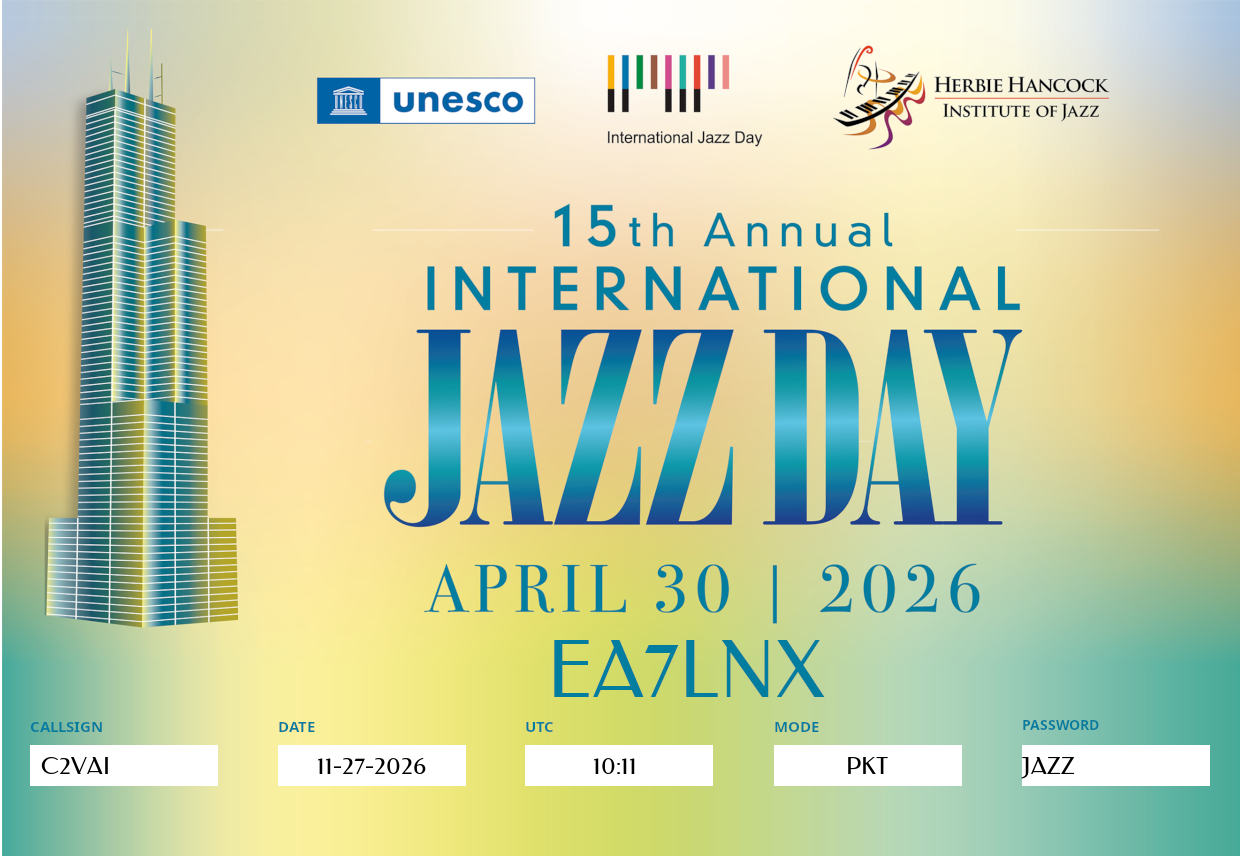 UNESCO
unesco
International Jazz Day
HERBIE HANCOCK
INSTITUTE OF JAZZ
15th Annual
INTERNATIONAL
JAZZ DAY
APRIL 30 | 2026
EA7LNX
CALLSIGN
DATE
UTC
MODE
PASSWORD
C2VAI
11-27-2026
10:11
PKT
JAZZ